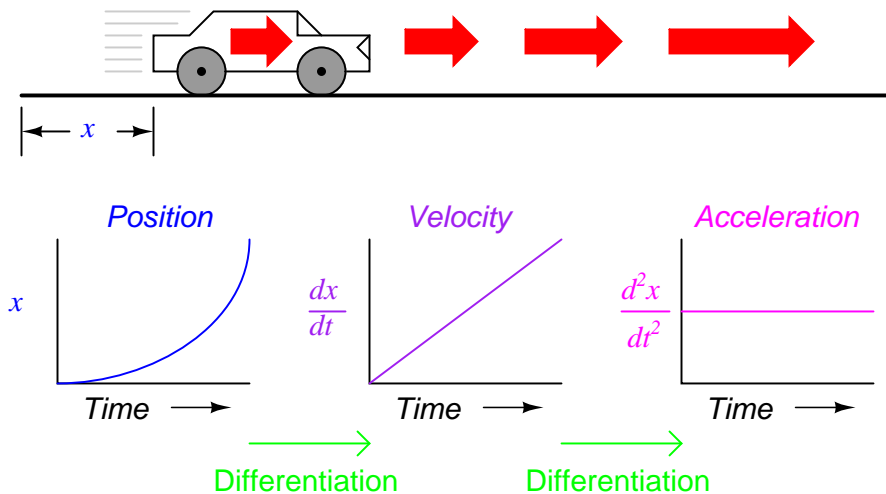 x
Position Velocity Acceleration
x
dx
dt
d²x
dt²
Time Time Time
Differentiation Differentiation